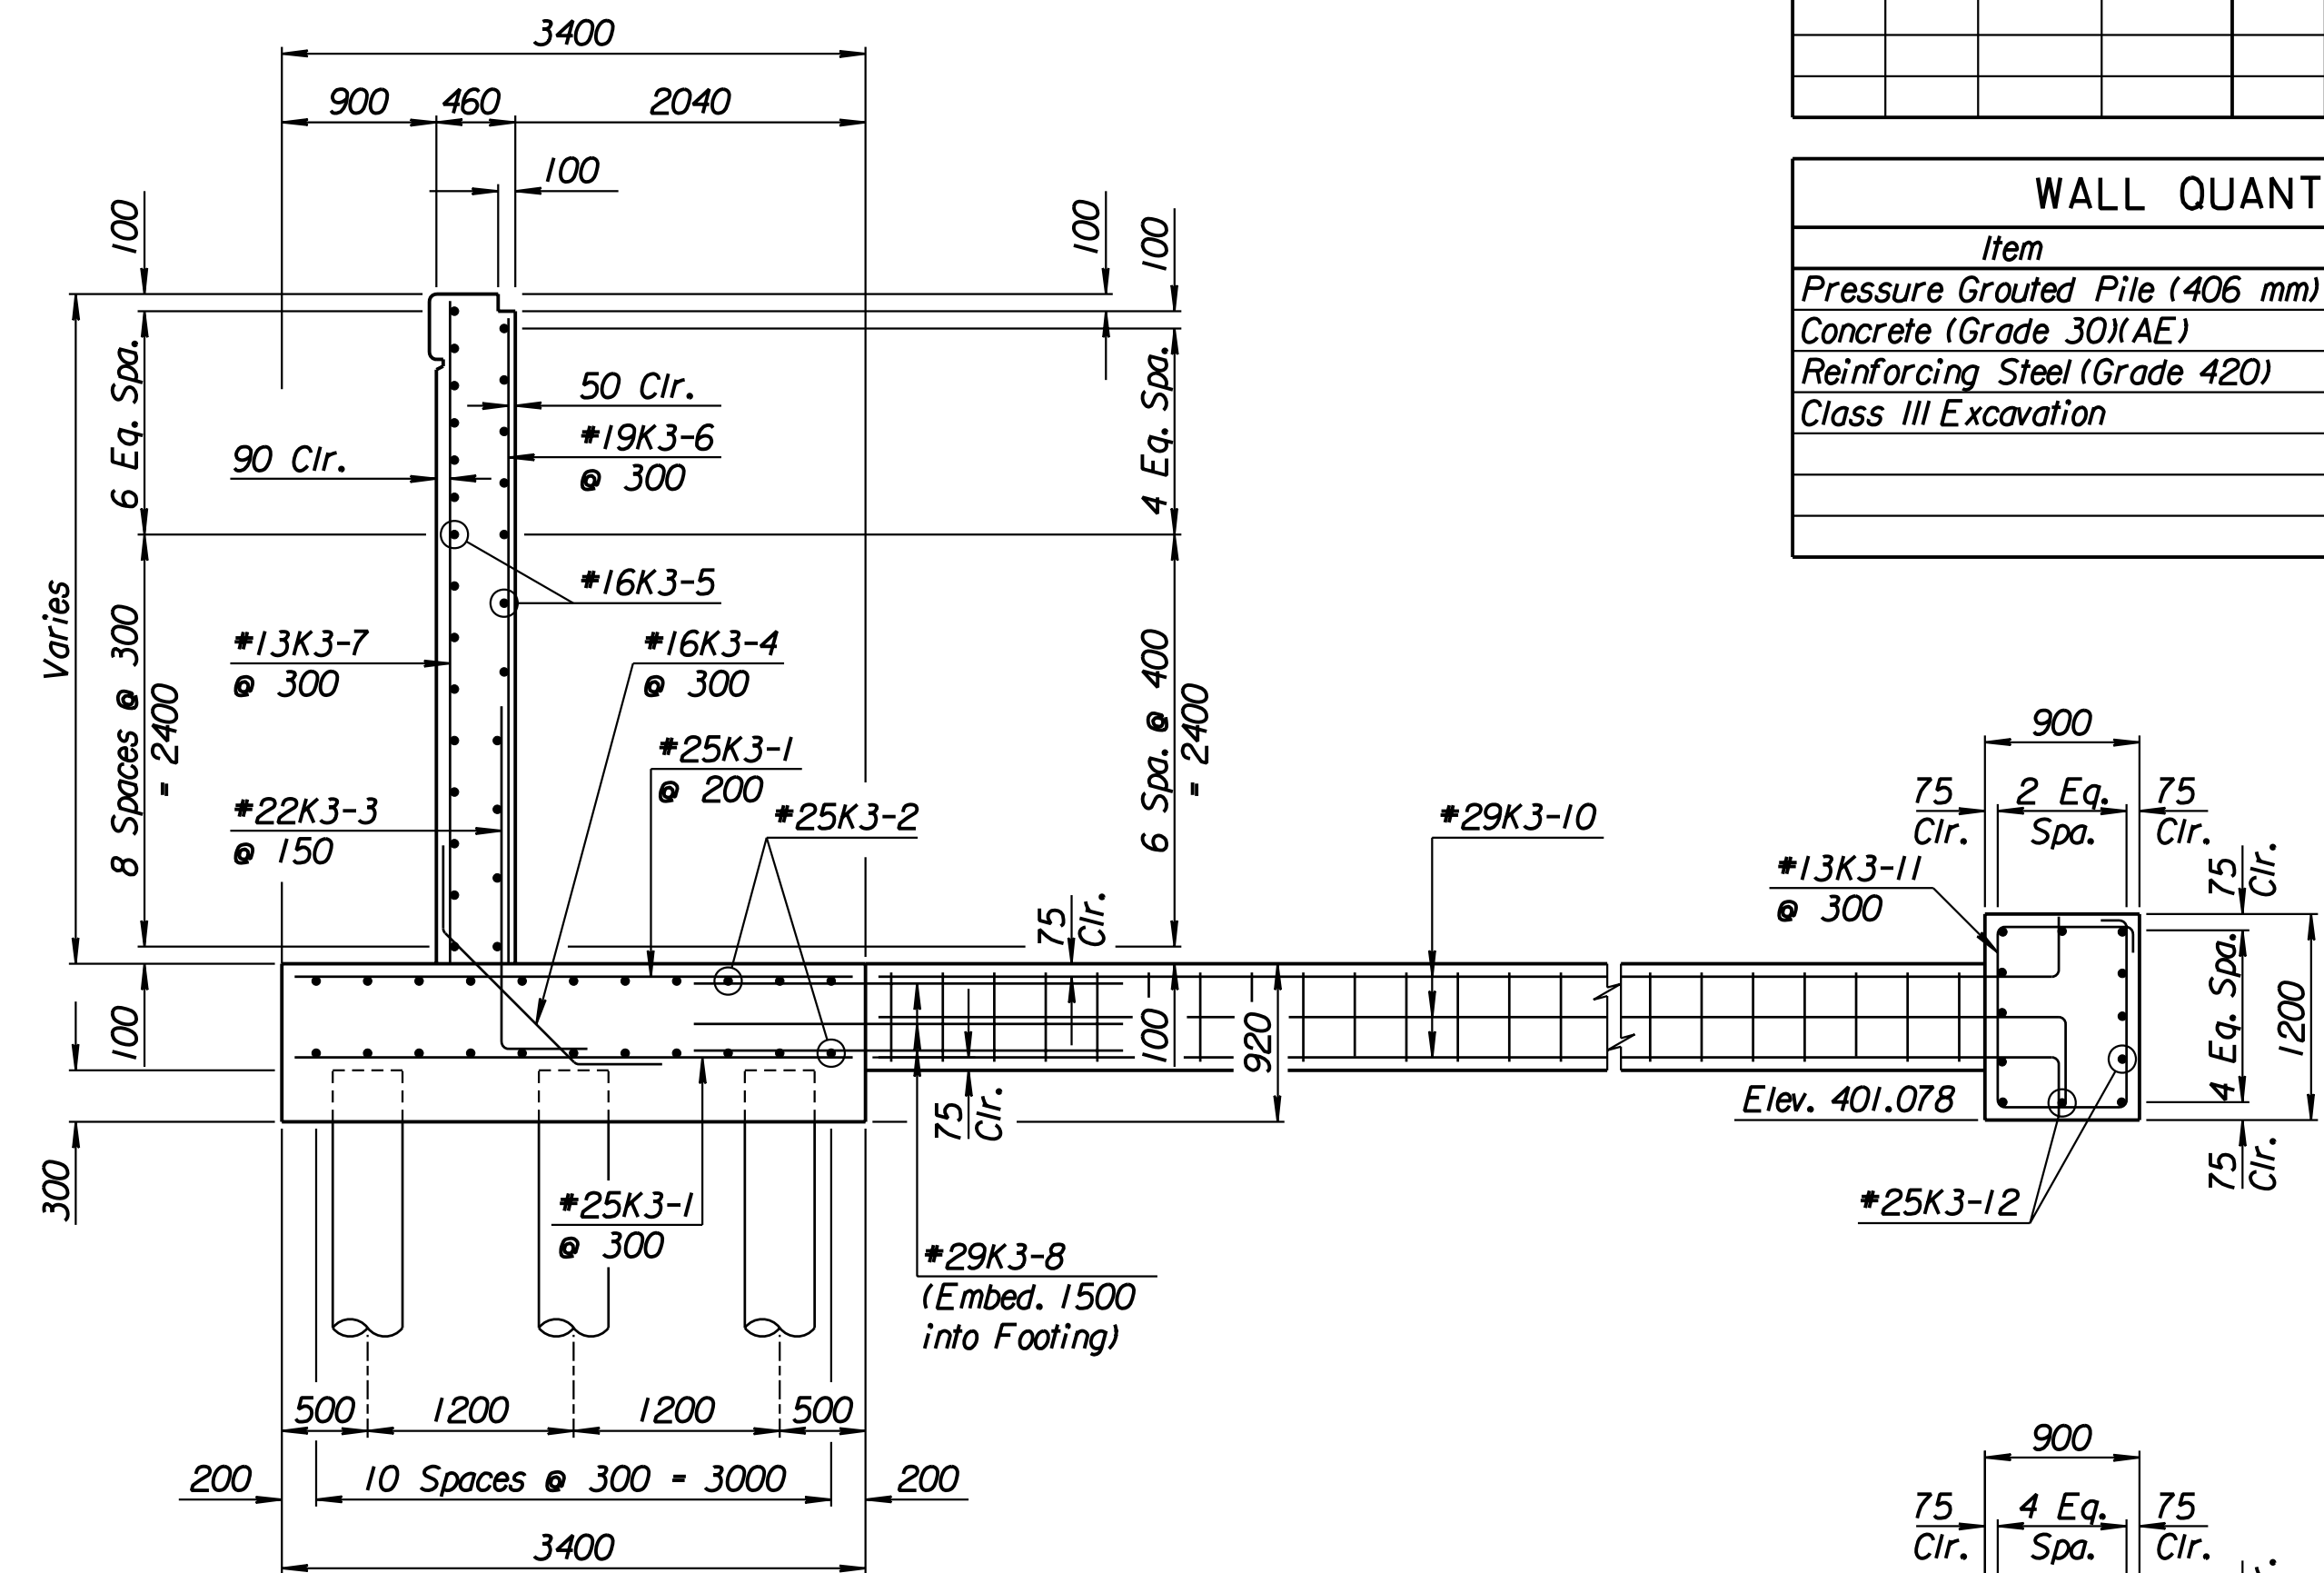 3400
900
460
2040
100
100
100
100
6 Eq. Spa.
4 Eq. Spa.
50 Clr.
#19K3-6
@ 300
90 Clr.
#16K3-5
Varies
8 Spaces @ 300
= 2400
6 Spa. @ 400
= 2400
#13K3-7
@ 300
#16K3-4
@ 300
#25K3-1
@ 200
#22K3-3
@ 150
#25K3-2
75
Clr.
#29K3-10
100
100
920
75
Clr.
300
#25K3-1
@ 300
#29K3-8
(Embed. 1500
into Footing)
500
1200
1200
500
200
10 Spaces @ 300 = 3000
200
3400
WALL QUANT
Item
Pressure Grouted Pile (406 mm)
Concrete (Grade 30)(AE)
Reinforcing Steel (Grade 420)
Class III Excavation
900
75
Clr.
2 Eq.
Spa.
75
Clr.
#13K3-11
@ 300
75
Clr.
4 Eq. Spa.
1200
75
Clr.
Elev. 401.078
#25K3-12
900
75
Clr.
4 Eq.
Spa.
75
Clr.